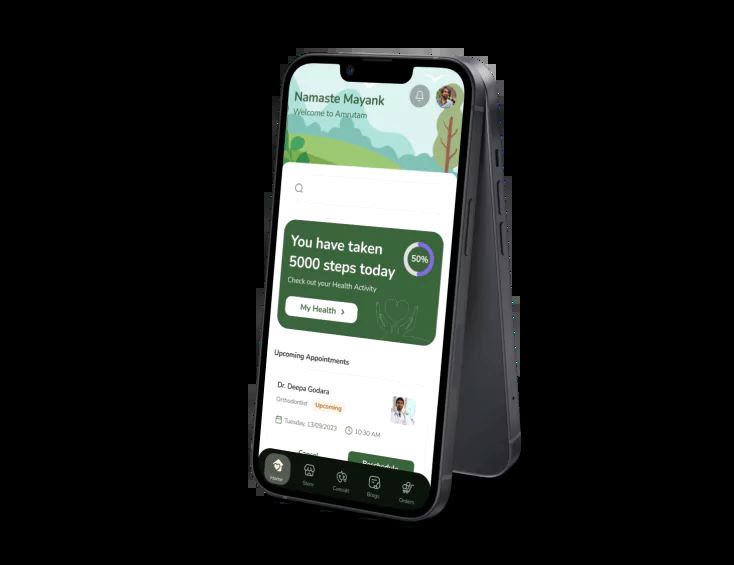 Namaste Mayank
Welcome to Amrutam
You have taken
5000 steps today
50%
Check out your Health Activity
My Health
Upcoming Appointments
Dr. Deepa Godara
Orthodontist Upcoming
Tuesday, 13/09/2023 10:30 AM
Cancel Reschedule
Home Store Consult Blogs Orders